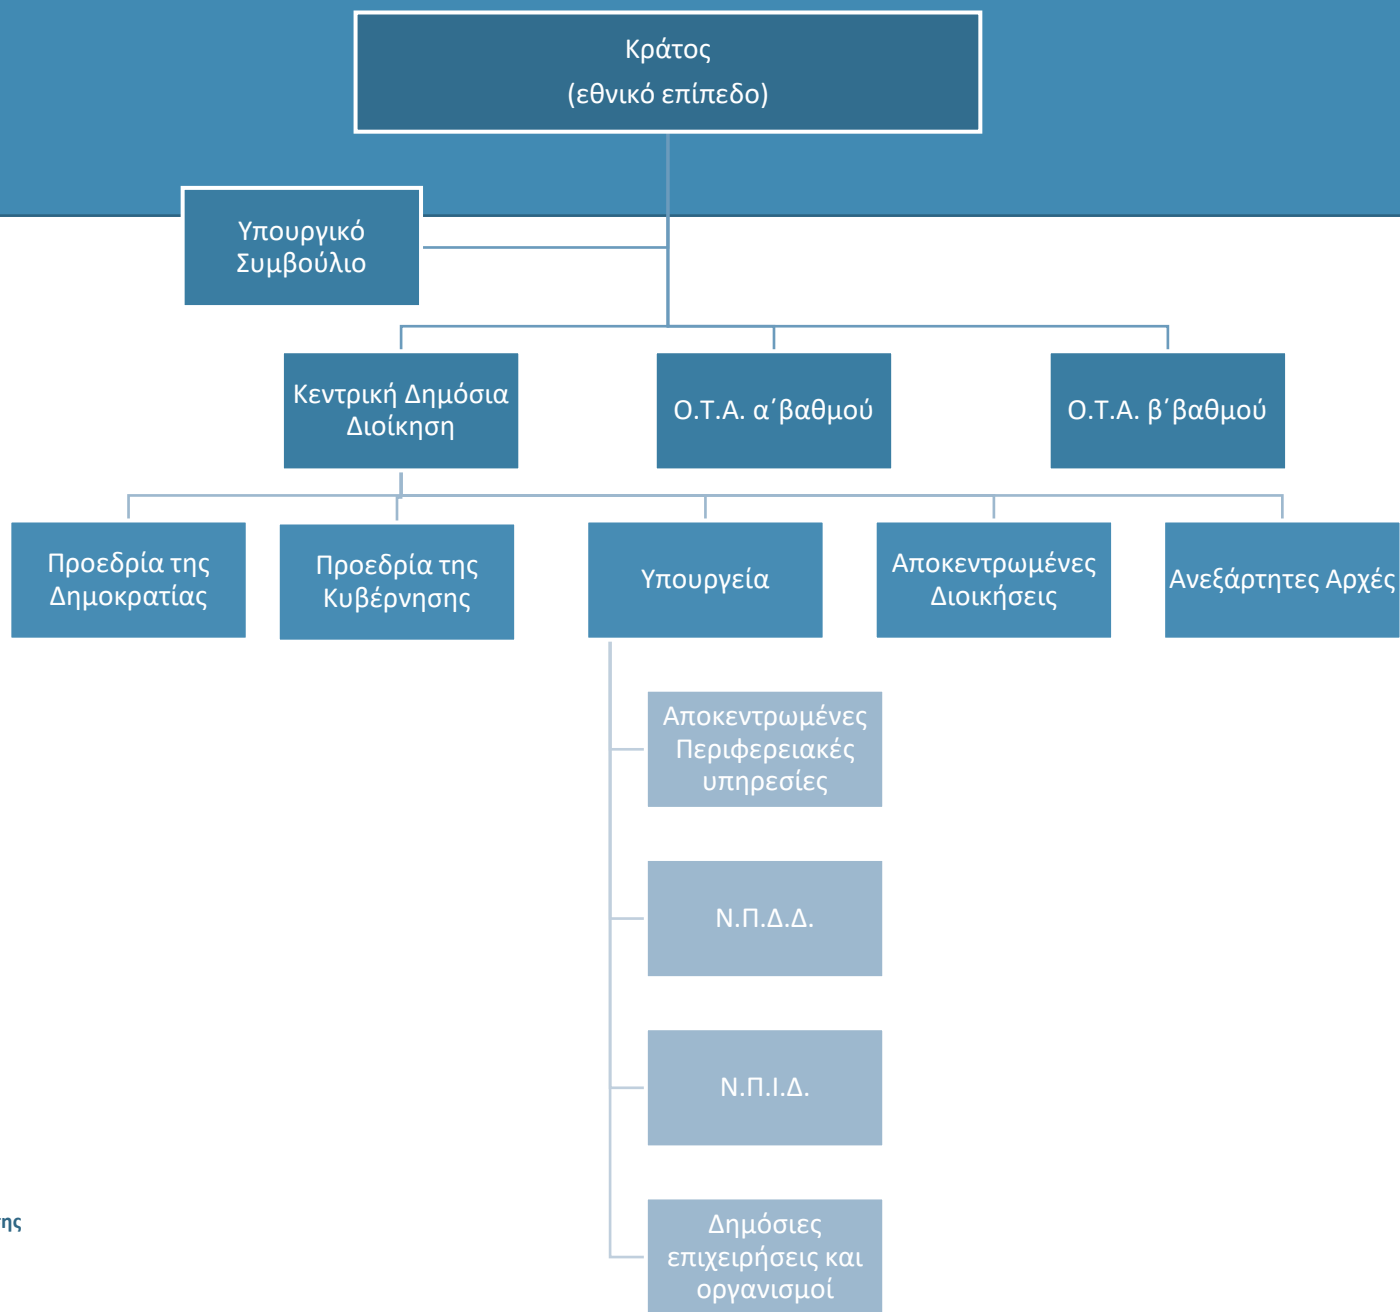 Κράτος
(εθνικό επίπεδο)
Υπουργικό
Συμβούλιο
Κεντρική Δημόσια
Διοίκηση
Ο.Τ.Α. α΄βαθμού
Ο.Τ.Α. β΄βαθμού
Προεδρία της
Δημοκρατίας
Προεδρία της
Κυβέρνησης
Υπουργεία
Αποκεντρωμένες
Διοικήσεις
Ανεξάρτητες Αρχές
Αποκεντρωμένες
Περιφερειακές
υπηρεσίες
Ν.Π.Δ.Δ.
Ν.Π.Ι.Δ.
Δημόσιες
επιχειρήσεις και
οργανισμοί